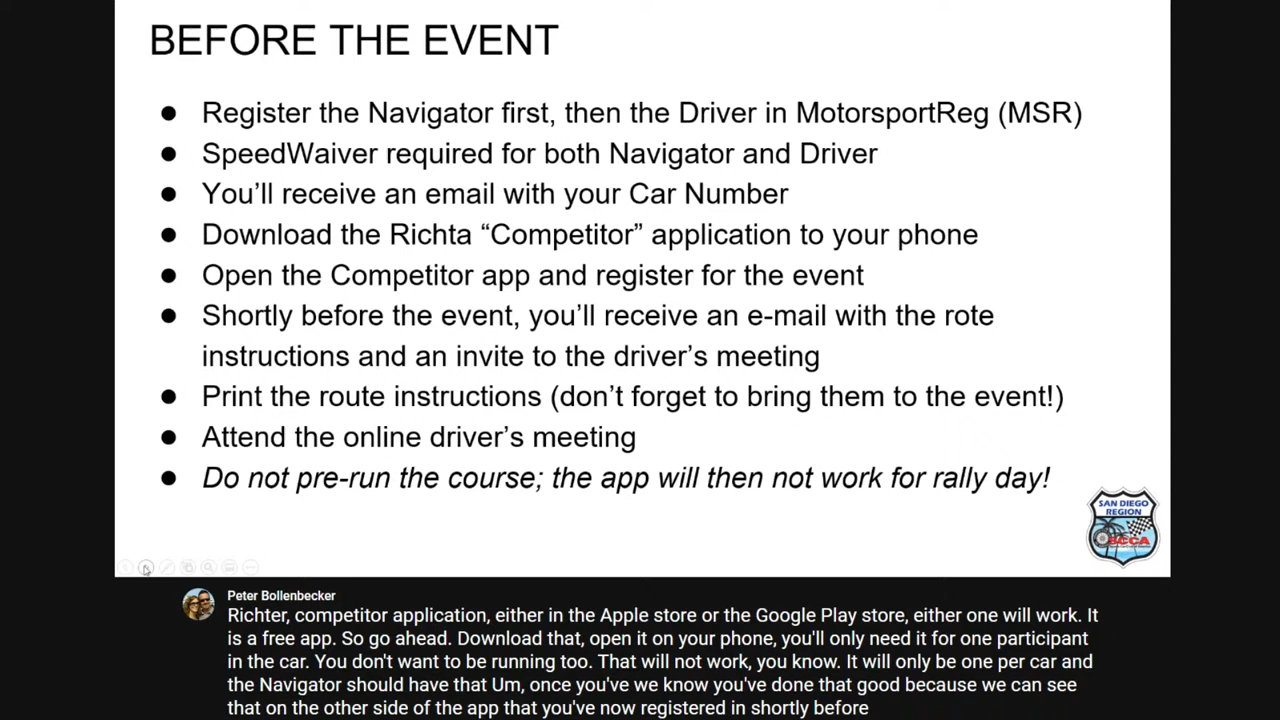 BEFORE THE EVENT
● Register the Navigator first, then the Driver in MotorsportReg (MSR)
● SpeedWaiver required for both Navigator and Driver
● You’ll receive an email with your Car Number
● Download the Richta “Competitor” application to your phone
● Open the Competitor app and register for the event
● Shortly before the event, you’ll receive an e-mail with the rote
instructions and an invite to the driver’s meeting
● Print the route instructions (don’t forget to bring them to the event!)
● Attend the online driver’s meeting
● Do not pre-run the course; the app will then not work for rally day!
SAN DIEGO
REGION
SCCA
Peter Bollenbecker
Richter, competitor application, either in the Apple store or the Google Play store, either one will work. It
is a free app. So go ahead. Download that, open it on your phone, you'll only need it for one participant
in the car. You don't want to be running too. That will not work, you know. It will only be one per car and
the Navigator should have that Um, once you've we know you've done that good because we can see
that on the other side of the app that you've now registered in shortly before